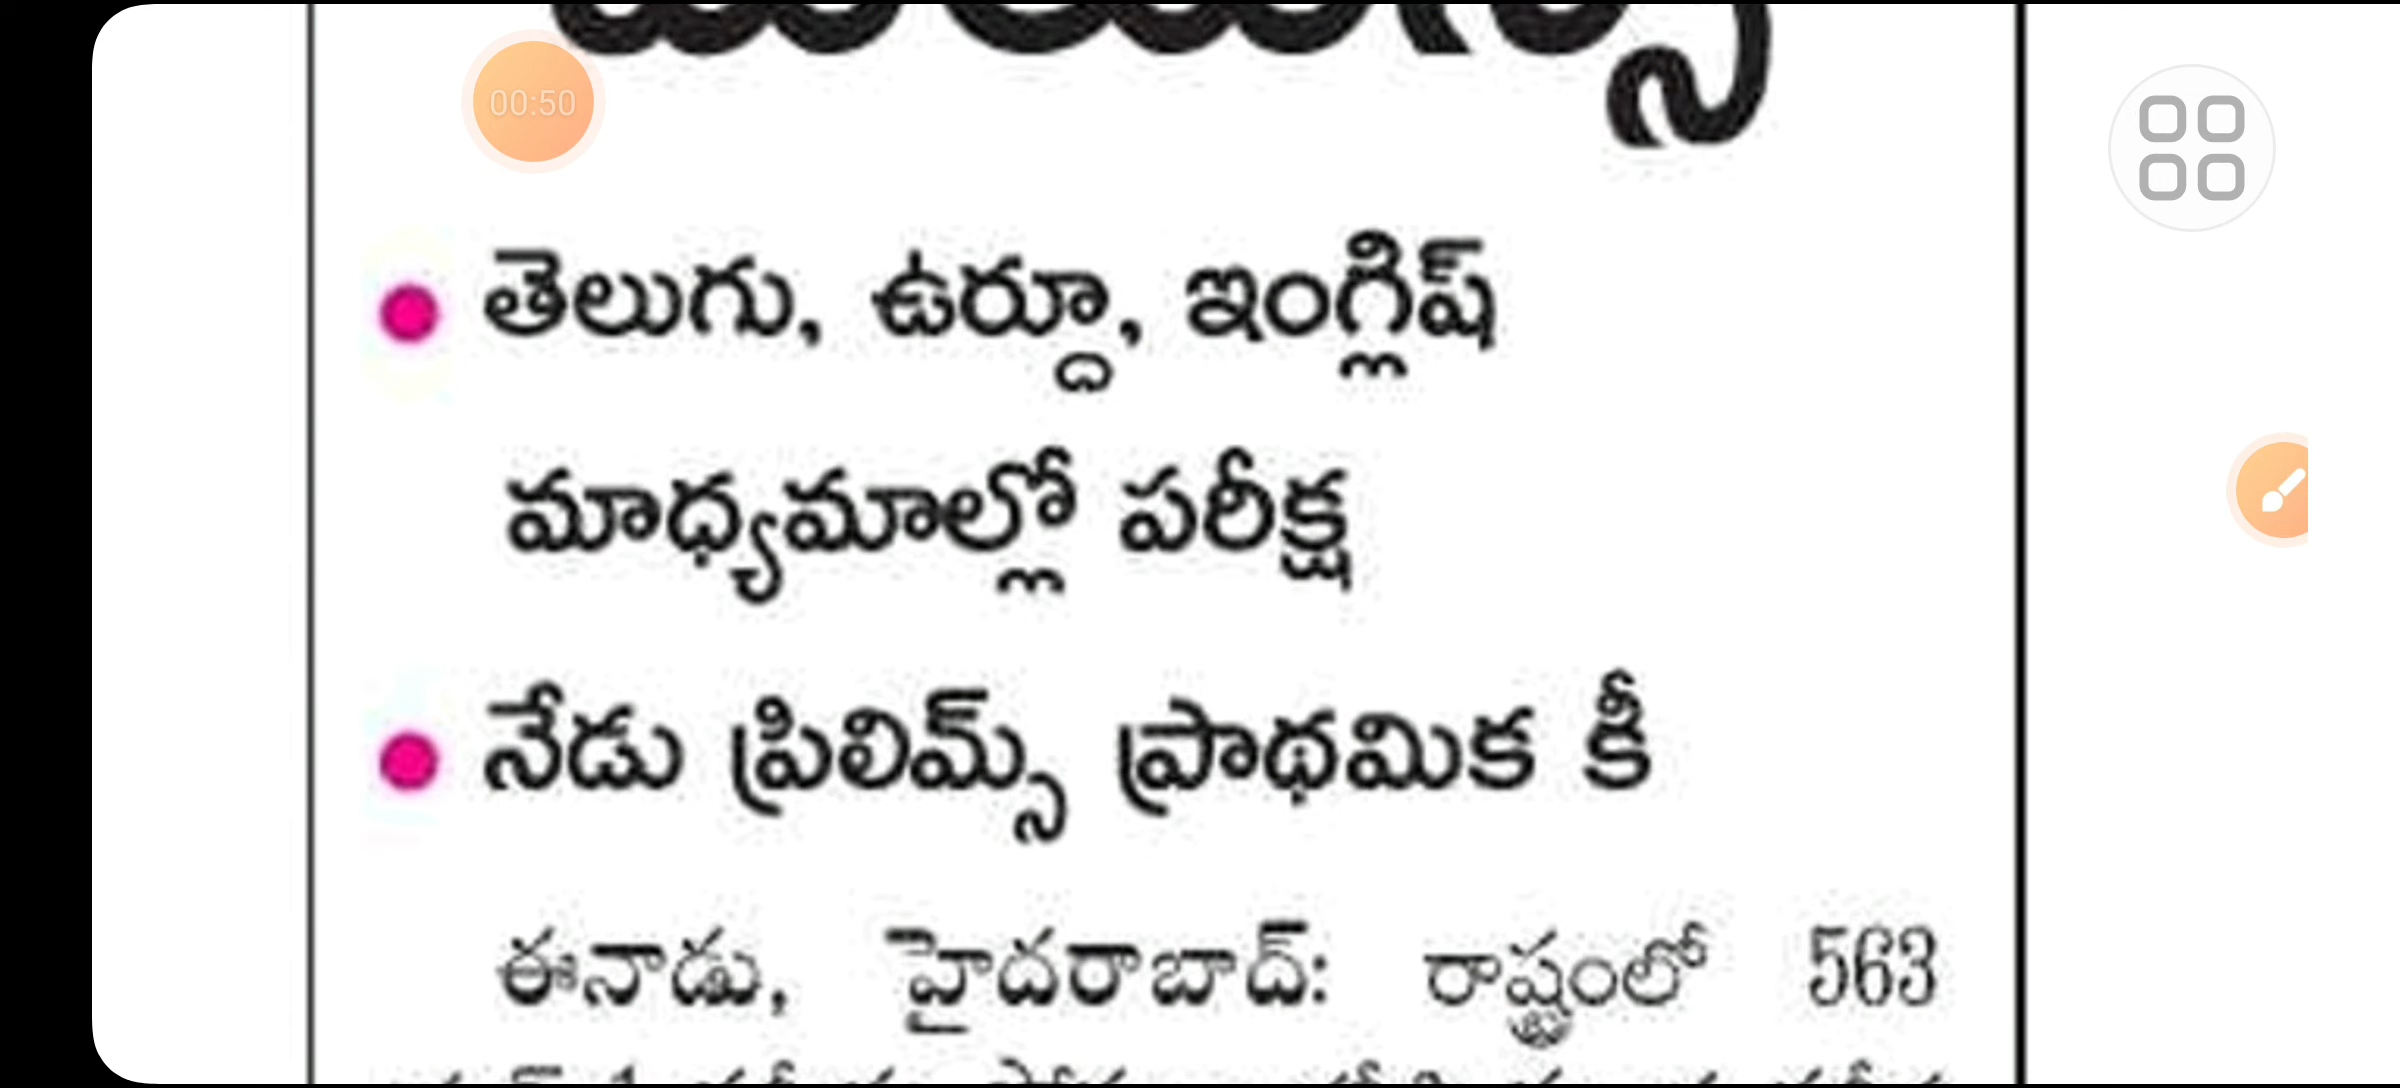 00:50
తెలుగు, ఉర్దూ, ఇంగ్లిష్
మాధ్యమాల్లో పరీక్ష
నేడు ప్రిలిమ్స్ ప్రాథమిక కీ
ఈనాడు, హైదరాబాద్: రాష్ట్రంలో 563